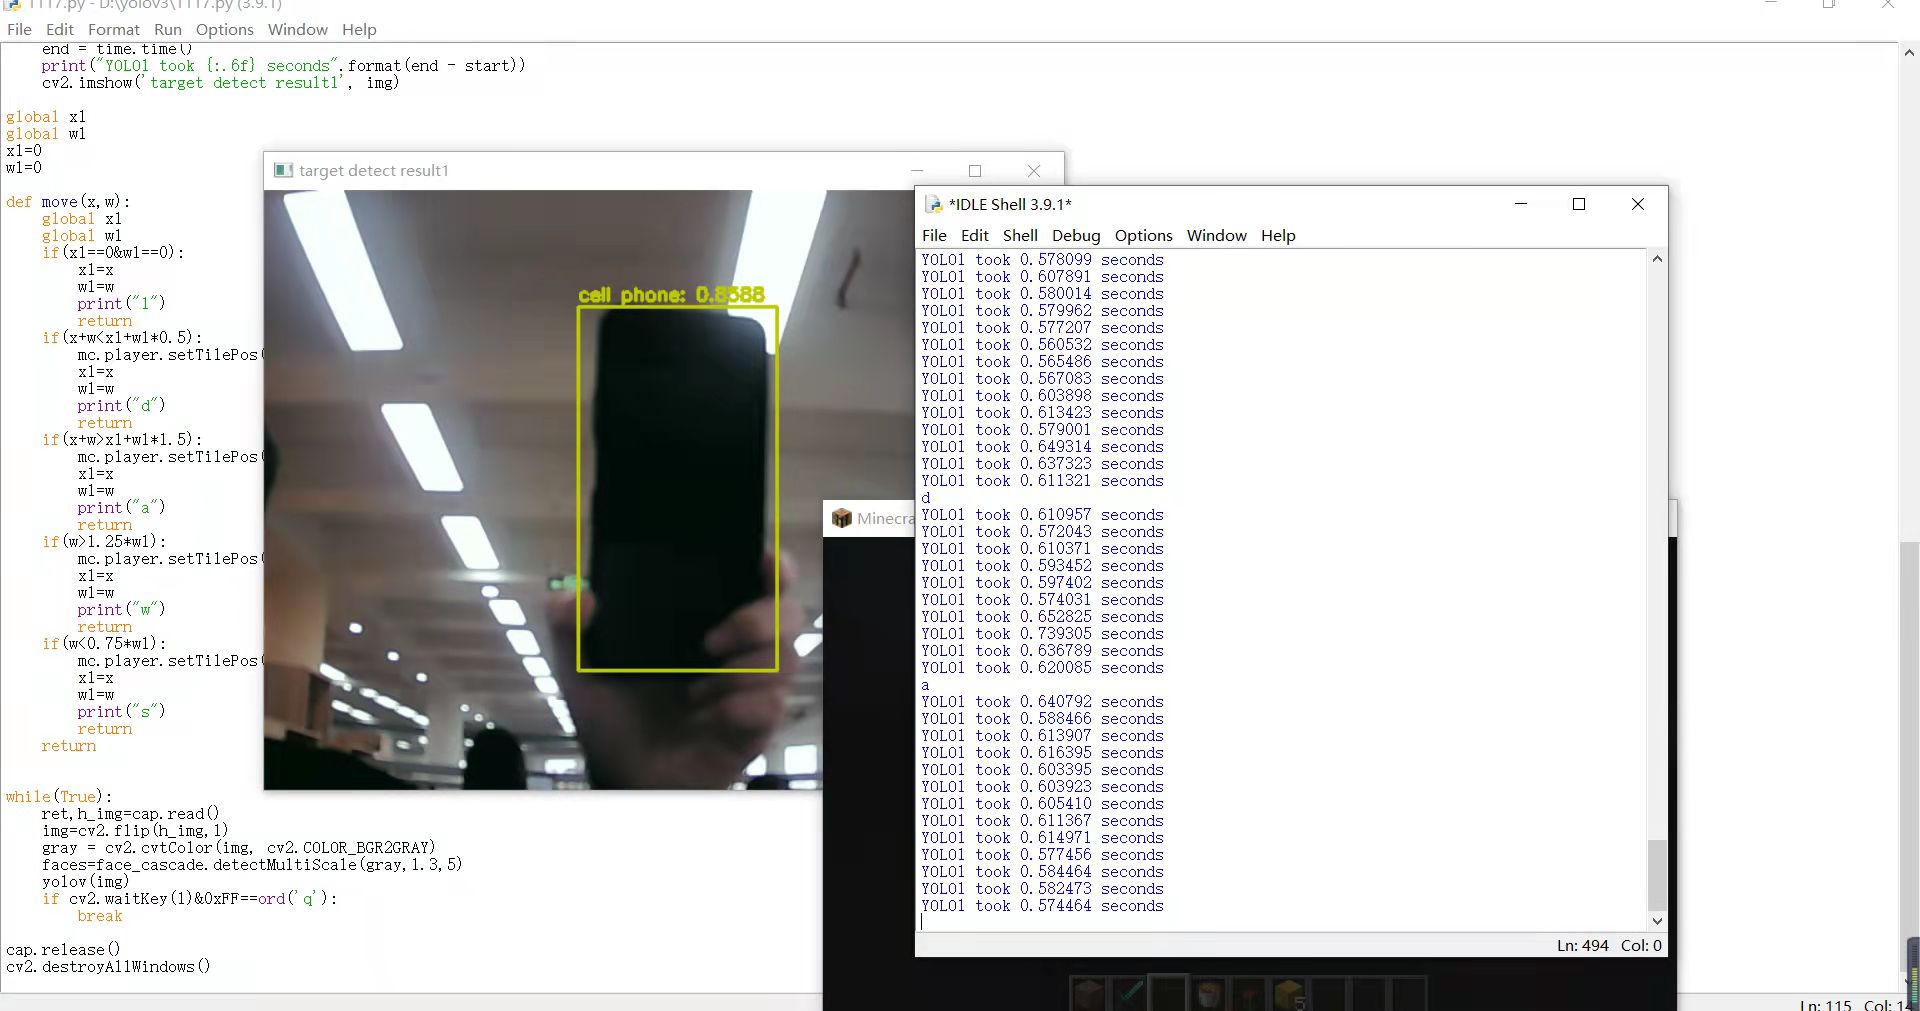 1117.py - D:\yolov3\1117.py (3.9.1)
File Edit Format Run Options Window Help
end = time.time()
print("YOLO1 took {:.6f} seconds".format(end - start))
cv2.imshow('target detect result1', img)
global x1
global w1
x1=0
w1=0
def move(x,w):
global x1
global w1
if(x1==0&w1==0):
x1=x
w1=w
print("1")
return
if(x+w<x1+w1*0.5):
mc.player.setTilePos(
x1=x
w1=w
print("d")
return
if(x+w>x1+w1*1.5):
mc.player.setTilePos
x1=x
w1=w
print("a")
return
if(w>1.25*w1):
mc.player.setTilePos
x1=x
w1=w
print("w")
return
if(w<0.75*w1):
mc.player.setTilePos(
x1=x
w1=w
print("s")
return
return
while(True):
ret,h_img=cap.read()
img=cv2.flip(h_img,1)
gray = cv2.cvtColor(img, cv2.COLOR_BGR2GRAY)
faces=face_cascade.detectMultiScale(gray,1.3,5)
yolov(img)
if cv2.waitKey(1)&0xFF==ord('q'):
break
cap.release()
cv2.destroyAllWindows()
target detect result1
cell phone: 0.8588
Minecra
*IDLE Shell 3.9.1*
File Edit Shell Debug Options Window Help
YOLO1 took 0.578099 seconds
YOLO1 took 0.607891 seconds
YOLO1 took 0.580014 seconds
YOLO1 took 0.579962 seconds
YOLO1 took 0.577207 seconds
YOLO1 took 0.560532 seconds
YOLO1 took 0.565486 seconds
YOLO1 took 0.567083 seconds
YOLO1 took 0.603898 seconds
YOLO1 took 0.613423 seconds
YOLO1 took 0.579001 seconds
YOLO1 took 0.649314 seconds
YOLO1 took 0.637323 seconds
YOLO1 took 0.611321 seconds
d
YOLO1 took 0.610957 seconds
YOLO1 took 0.572043 seconds
YOLO1 took 0.610371 seconds
YOLO1 took 0.593452 seconds
YOLO1 took 0.597402 seconds
YOLO1 took 0.574031 seconds
YOLO1 took 0.652825 seconds
YOLO1 took 0.739305 seconds
YOLO1 took 0.636789 seconds
YOLO1 took 0.620085 seconds
a
YOLO1 took 0.640792 seconds
YOLO1 took 0.588466 seconds
YOLO1 took 0.613907 seconds
YOLO1 took 0.616395 seconds
YOLO1 took 0.603395 seconds
YOLO1 took 0.603923 seconds
YOLO1 took 0.605410 seconds
YOLO1 took 0.611367 seconds
YOLO1 took 0.614971 seconds
YOLO1 took 0.577456 seconds
YOLO1 took 0.584464 seconds
YOLO1 took 0.582473 seconds
YOLO1 took 0.574464 seconds
Ln: 494 Col: 0
5
Ln: 115 Col: 14